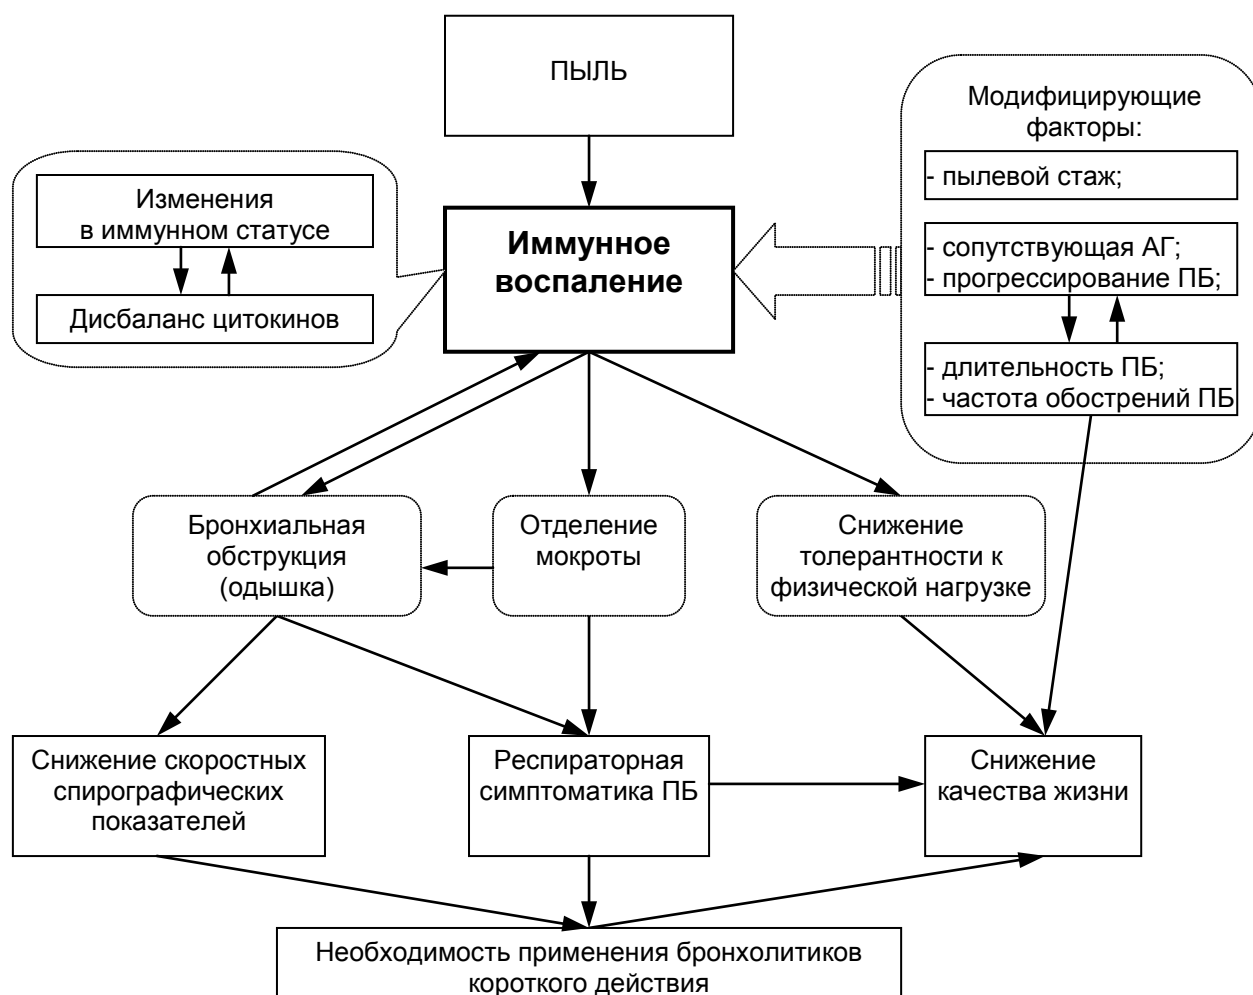 ПЫЛЬ
Модифицирующие
факторы:
- пылевой стаж;
- сопутствующая АГ;
- прогрессирование ПБ;
- длительность ПБ;
- частота обострений ПБ
Изменения
в иммунном статусе
Дисбаланс цитокинов
Иммунное
воспаление
Бронхиальная
обструкция
(одышка)
Отделение
мокроты
Снижение
толерантности к
физической нагрузке
Снижение скоростных
спирографических
показателей
Респираторная
симптоматика ПБ
Снижение
качества жизни
Необходимость применения бронхолитиков
короткого действия